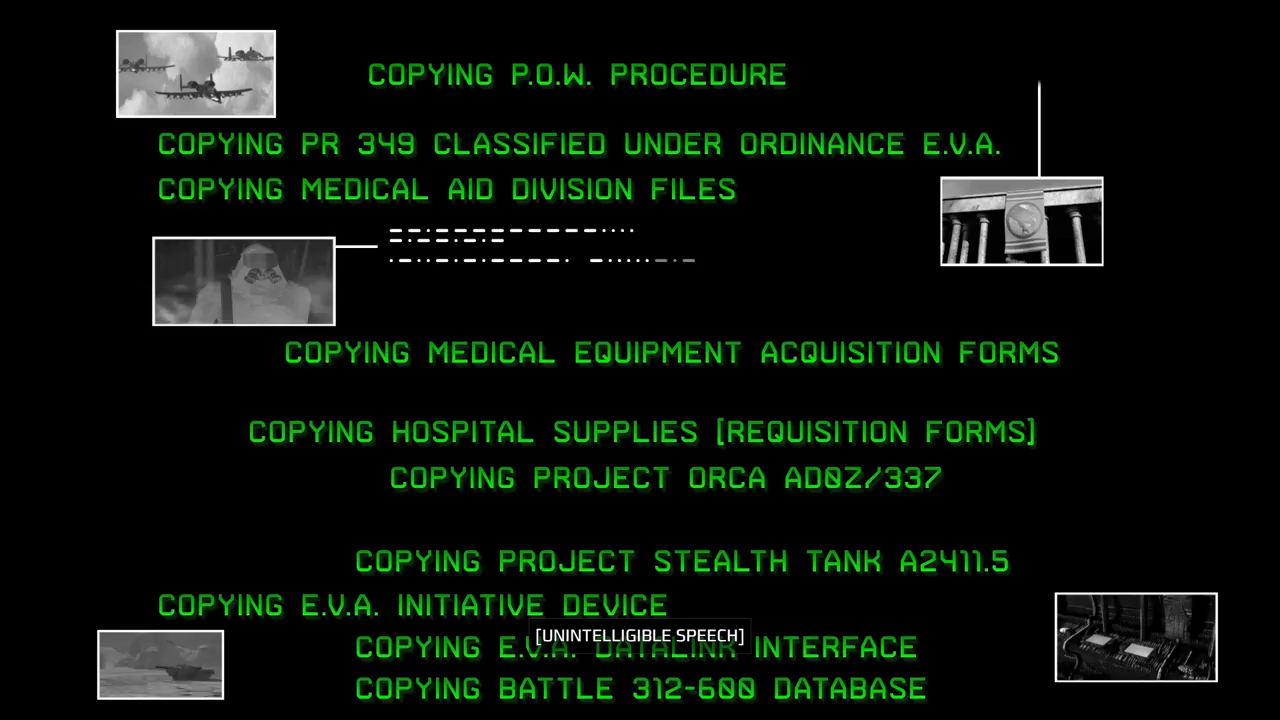 COPYING P.O.W. PROCEDURE
COPYING PR 349 CLASSIFIED UNDER ORDINANCE E.V.A.
COPYING MEDICAL AID DIVISION FILES
COPYING MEDICAL EQUIPMENT ACQUISITION FORMS
COPYING HOSPITAL SUPPLIES [REQUISITION FORMS]
COPYING PROJECT ORCA AD0Z/337
COPYING PROJECT STEALTH TANK A2411.5
COPYING E.V.A. INITIATIVE DEVICE
[UNINTELLIGIBLE SPEECH]
COPYING E.V.A. DATALINK INTERFACE
COPYING BATTLE 312-600 DATABASE